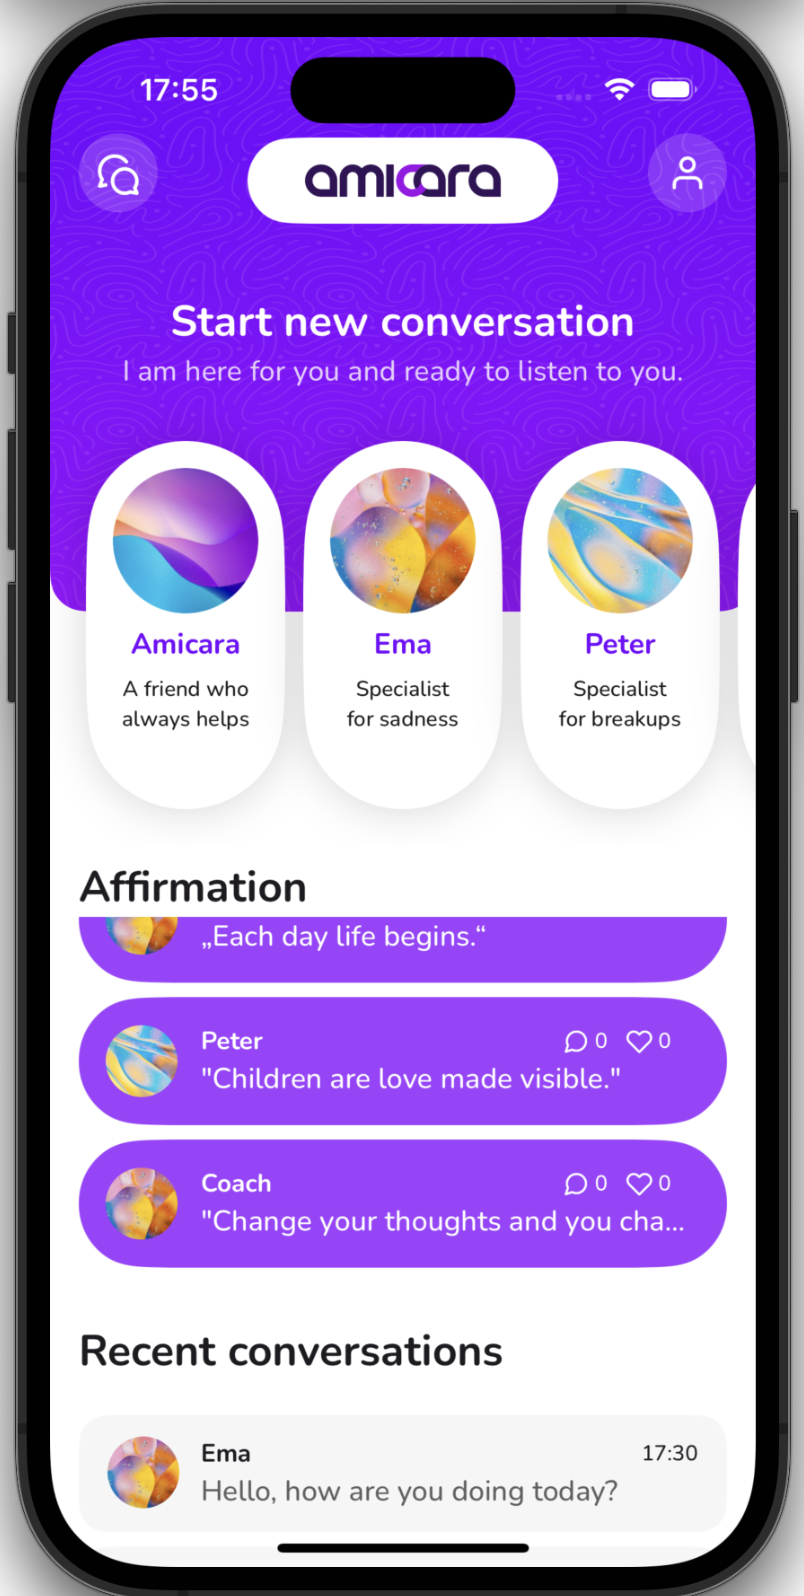 17:55
amicara
Start new conversation
I am here for you and ready to listen to you.
Amicara
A friend who
always helps
Ema
Specialist
for sadness
Peter
Specialist
for breakups
Affirmation
„Each day life begins.“
Peter
0
0
"Children are love made visible."
Coach
0
0
"Change your thoughts and you cha...
Recent conversations
Ema
17:30
Hello, how are you doing today?